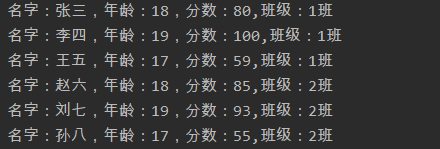 名字：张三，年龄：18，分数：80,班级：1班
名字：李四，年龄：19，分数：100,班级：1班
名字：王五，年龄：17，分数：59,班级：1班
名字：赵六，年龄：18，分数：85,班级：2班
名字：刘七，年龄：19，分数：93,班级：2班
名字：孙八，年龄：17，分数：55,班级：2班